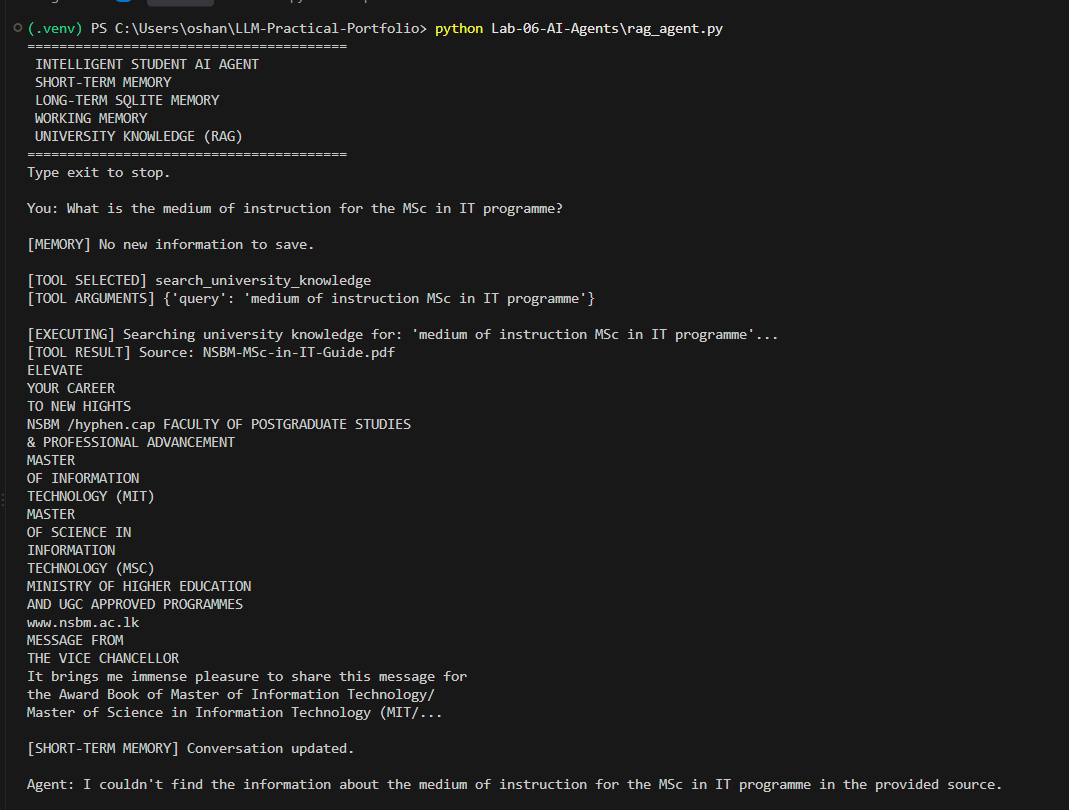 (.venv) PS C:\Users\oshan\LLM-Practical-Portfolio> python Lab-06-AI-Agents\rag_agent.py
========================================
INTELLIGENT STUDENT AI AGENT
SHORT-TERM MEMORY
LONG-TERM SQLITE MEMORY
WORKING MEMORY
UNIVERSITY KNOWLEDGE (RAG)
========================================
Type exit to stop.
You: What is the medium of instruction for the MSc in IT programme?
[MEMORY] No new information to save.
[TOOL SELECTED] search_university_knowledge
[TOOL ARGUMENTS] {'query': 'medium of instruction MSc in IT programme'}
[EXECUTING] Searching university knowledge for: 'medium of instruction MSc in IT programme'...
[TOOL RESULT] Source: NSBM-MSc-in-IT-Guide.pdf
ELEVATE
YOUR CAREER
TO NEW HIGHTS
NSBM /hyphen.cap FACULTY OF POSTGRADUATE STUDIES
& PROFESSIONAL ADVANCEMENT
MASTER
OF INFORMATION
TECHNOLOGY (MIT)
MASTER
OF SCIENCE IN
INFORMATION
TECHNOLOGY (MSC)
MINISTRY OF HIGHER EDUCATION
AND UGC APPROVED PROGRAMMES
www.nsbm.ac.lk
MESSAGE FROM
THE VICE CHANCELLOR
It brings me immense pleasure to share this message for
the Award Book of Master of Information Technology/
Master of Science in Information Technology (MIT/...
[SHORT-TERM MEMORY] Conversation updated.
Agent: I couldn't find the information about the medium of instruction for the MSc in IT programme in the provided source.